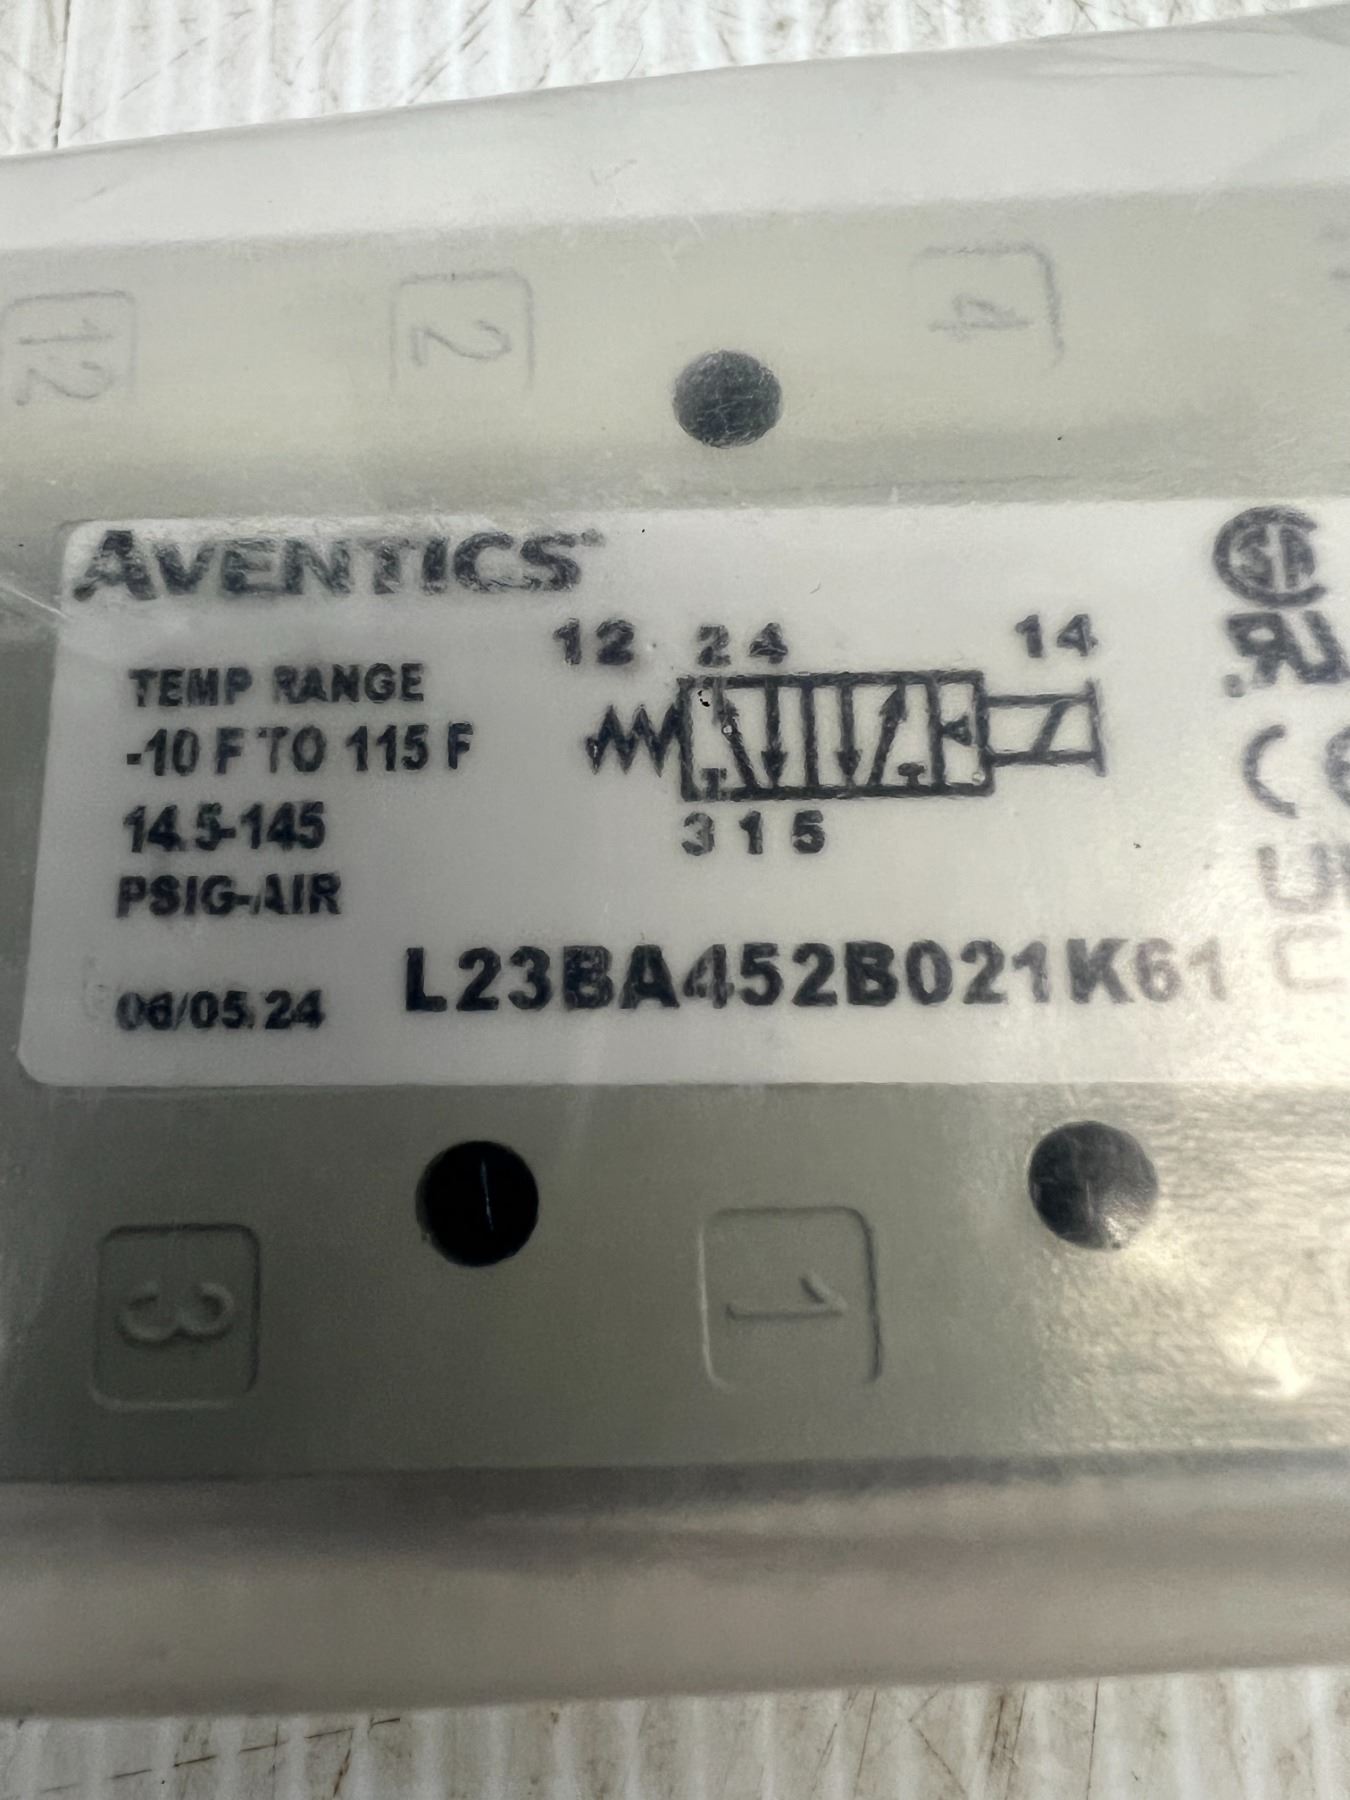 12 2 4
AVENTICS
12 2 4 14
TEMP RANGE
-10 F TO 115 F
14.5-145
3 1 5
PSIG-AIR
L23BA452B021K61
06/05/24
3 1